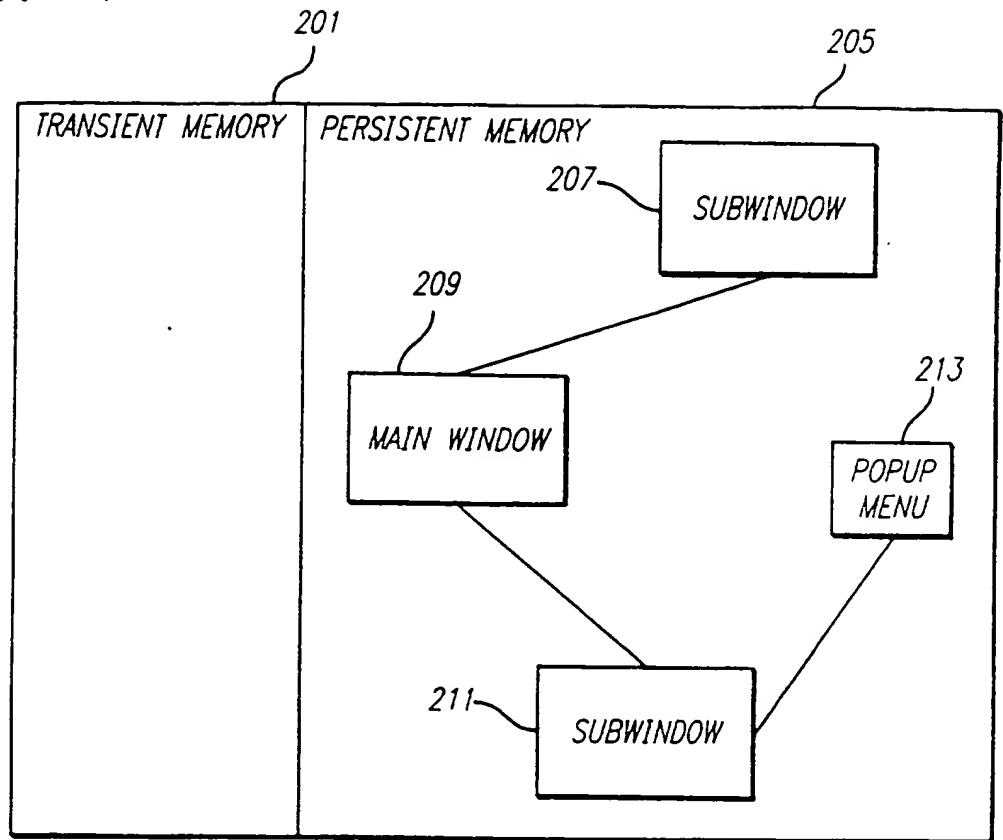 201
205
TRANSIENT MEMORY
PERSISTENT MEMORY
207
SUBWINDOW
209
MAIN WINDOW
213
POPUP
MENU
211
SUBWINDOW